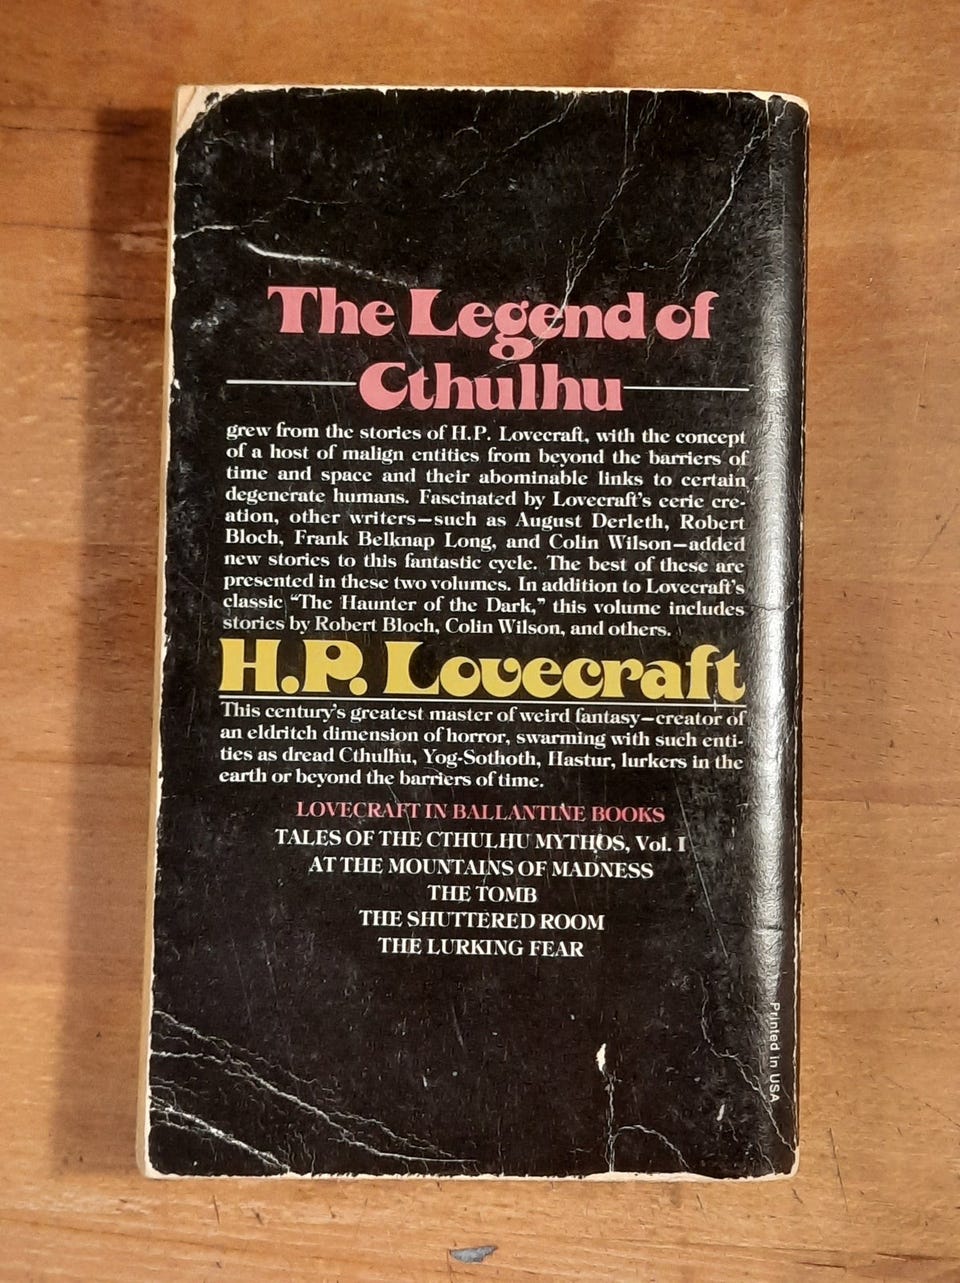 The Legend of
Cthulhu
grew from the stories of H.P. Lovecraft, with the concept
of a host of malign entities from beyond the barriers of
time and space and their abominable links to certain
degenerate humans. Fascinated by Lovecraft's eerie cre-
ation, other writers—such as August Derleth, Robert
Bloch, Frank Belknap Long, and Colin Wilson—added
new stories to this fantastic cycle. The best of these are
presented in these two volumes. In addition to Lovecraft's
classic “The Haunter of the Dark,” this volume includes
stories by Robert Bloch, Colin Wilson, and others.
H.P. Lovecraft
This century's greatest master of weird fantasy—creator of
an eldritch dimension of horror, swarming with such enti-
ties as dread Cthulhu, Yog-Sothoth, Hastur, lurkers in the
earth or beyond the barriers of time.
LOVECRAFT IN BALLANTINE BOOKS
TALES OF THE CTHULHU MYTHOS, Vol. I
AT THE MOUNTAINS OF MADNESS
THE TOMB
THE SHUTTERED ROOM
THE LURKING FEAR
Printed in USA